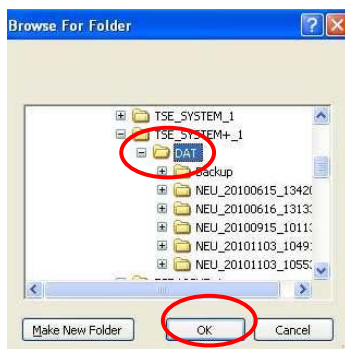 Browse For Folder
TSE_SYSTEM_1
TSE_SYSTEM+_1
DAT
Backup
NEU_20100615_1342
NEU_20100616_1313
NEU_20100915_1011
NEU_20101103_1049
NEU_20101103_1055
Make New Folder
OK
Cancel